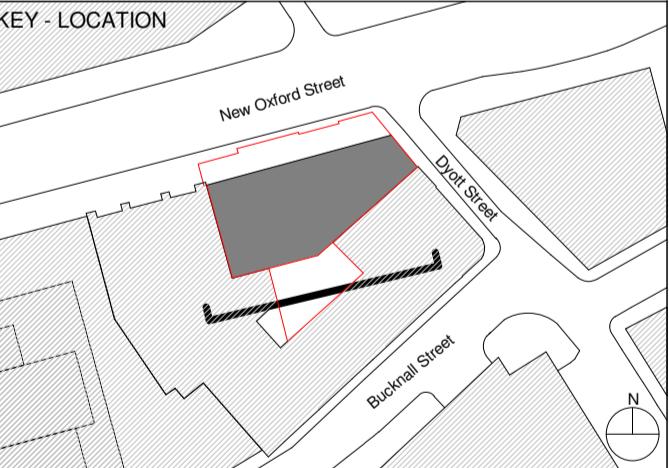 KEY - LOCATION
New Oxford Street
Dyott Street
Bucknall Street
N